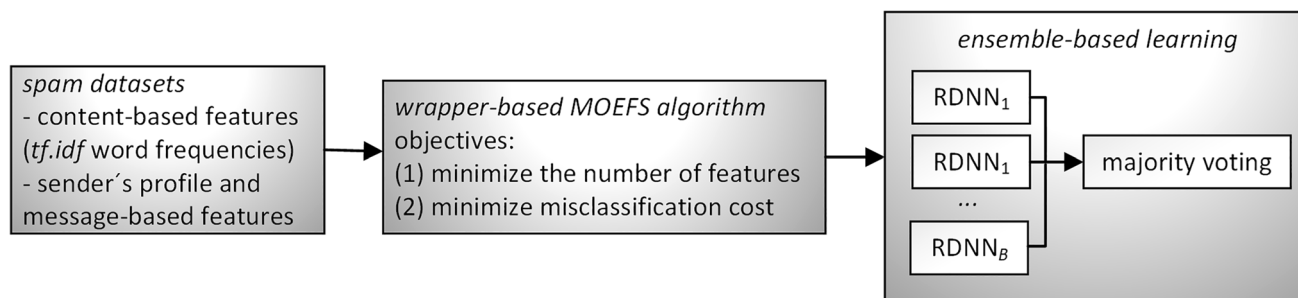 spam datasets
- content-based features
(tf.idf word frequencies)
- sender´s profile and
message-based features
wrapper-based MOEFS algorithm
objectives:
(1) minimize the number of features
(2) minimize misclassification cost
ensemble-based learning
RDNN1
RDNN1
...
RDNNB
majority voting